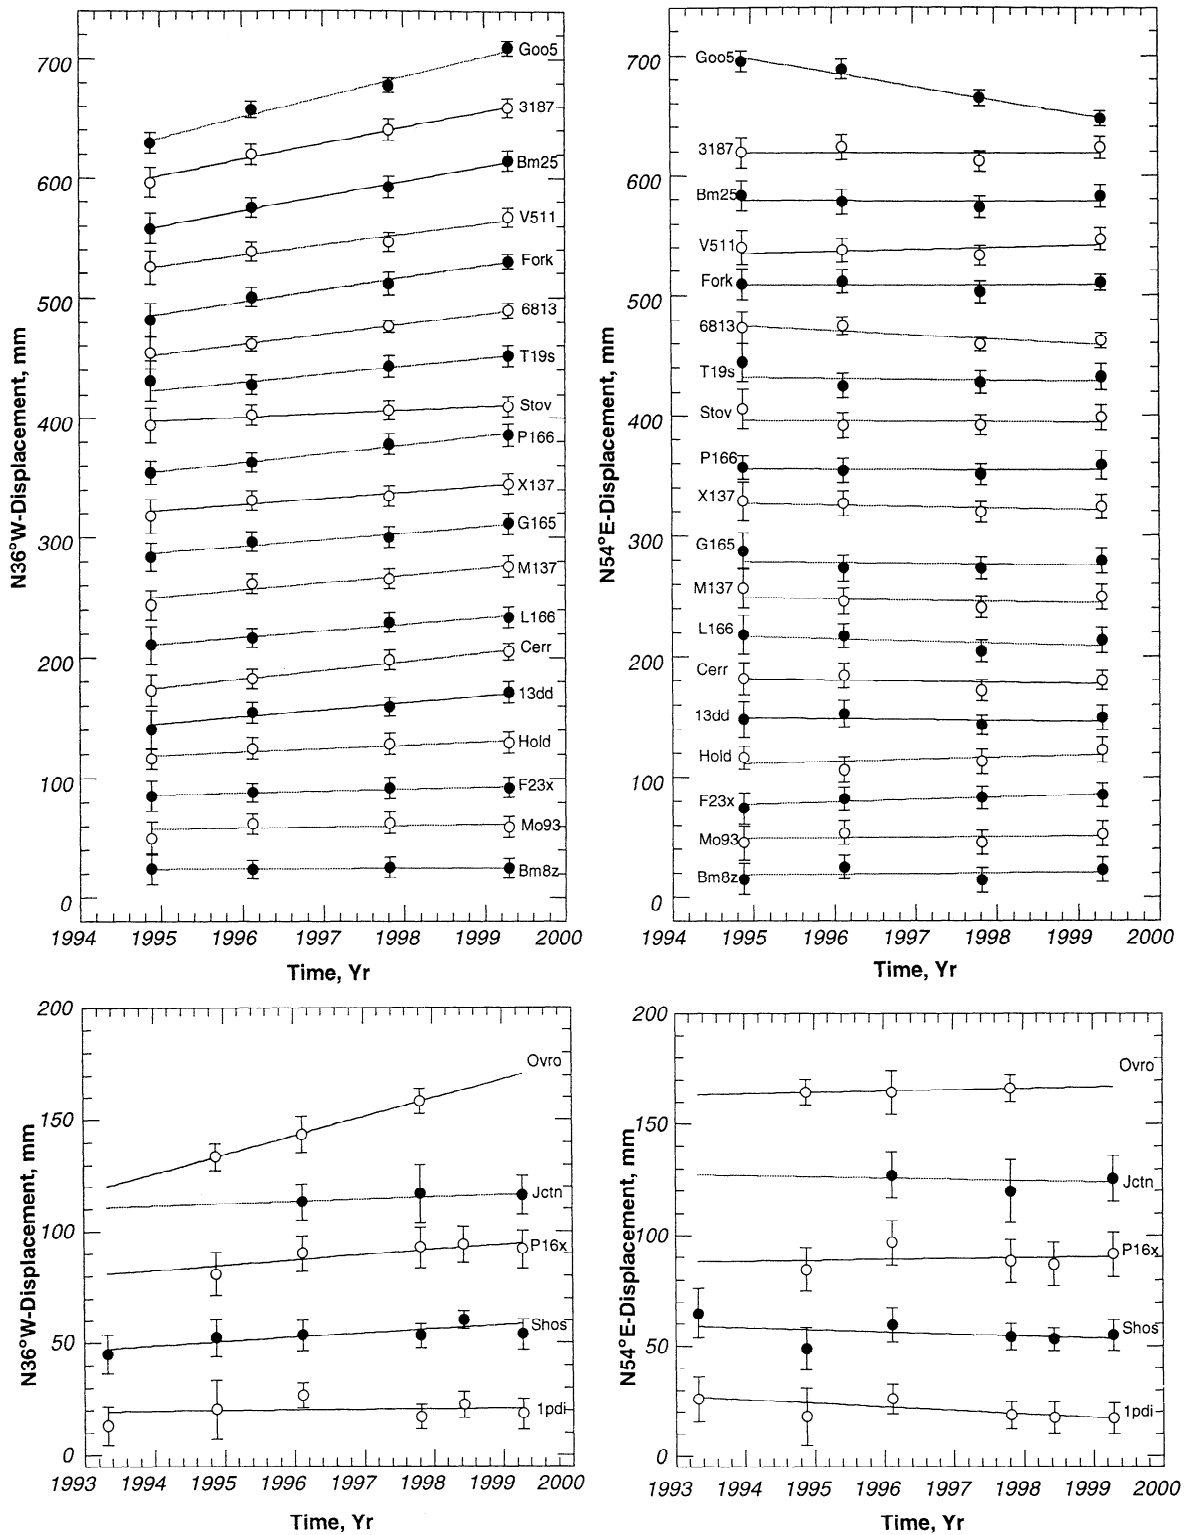 N36°W-Displacement, mm
700
600
500
400
300
200
100
0
Goo5
3187
Bm25
V511
Fork
6813
T19s
Stov
P166
X137
G165
M137
L166
Cerr
13dd
Hold
F23x
Mo93
Bm8z
1994 1995 1996 1997 1998 1999 2000
Time, Yr
N54°E-Displacement, mm
700
600
500
400
300
200
100
0
Goo5
3187
Bm25
V511
Fork
6813
T19s
Stov
P166
X137
G165
M137
L166
Cerr
13dd
Hold
F23x
Mo93
Bm8z
1994 1995 1996 1997 1998 1999 2000
Time, Yr
N36°W-Displacement, mm
200
150
100
50
0
Ovro
Jctn
P16x
Shos
1pdi
1993 1994 1995 1996 1997 1998 1999 2000
Time, Yr
N54°E-Displacement, mm
200
150
100
50
0
Ovro
Jctn
P16x
Shos
1pdi
1993 1994 1995 1996 1997 1998 1999 2000
Time, Yr